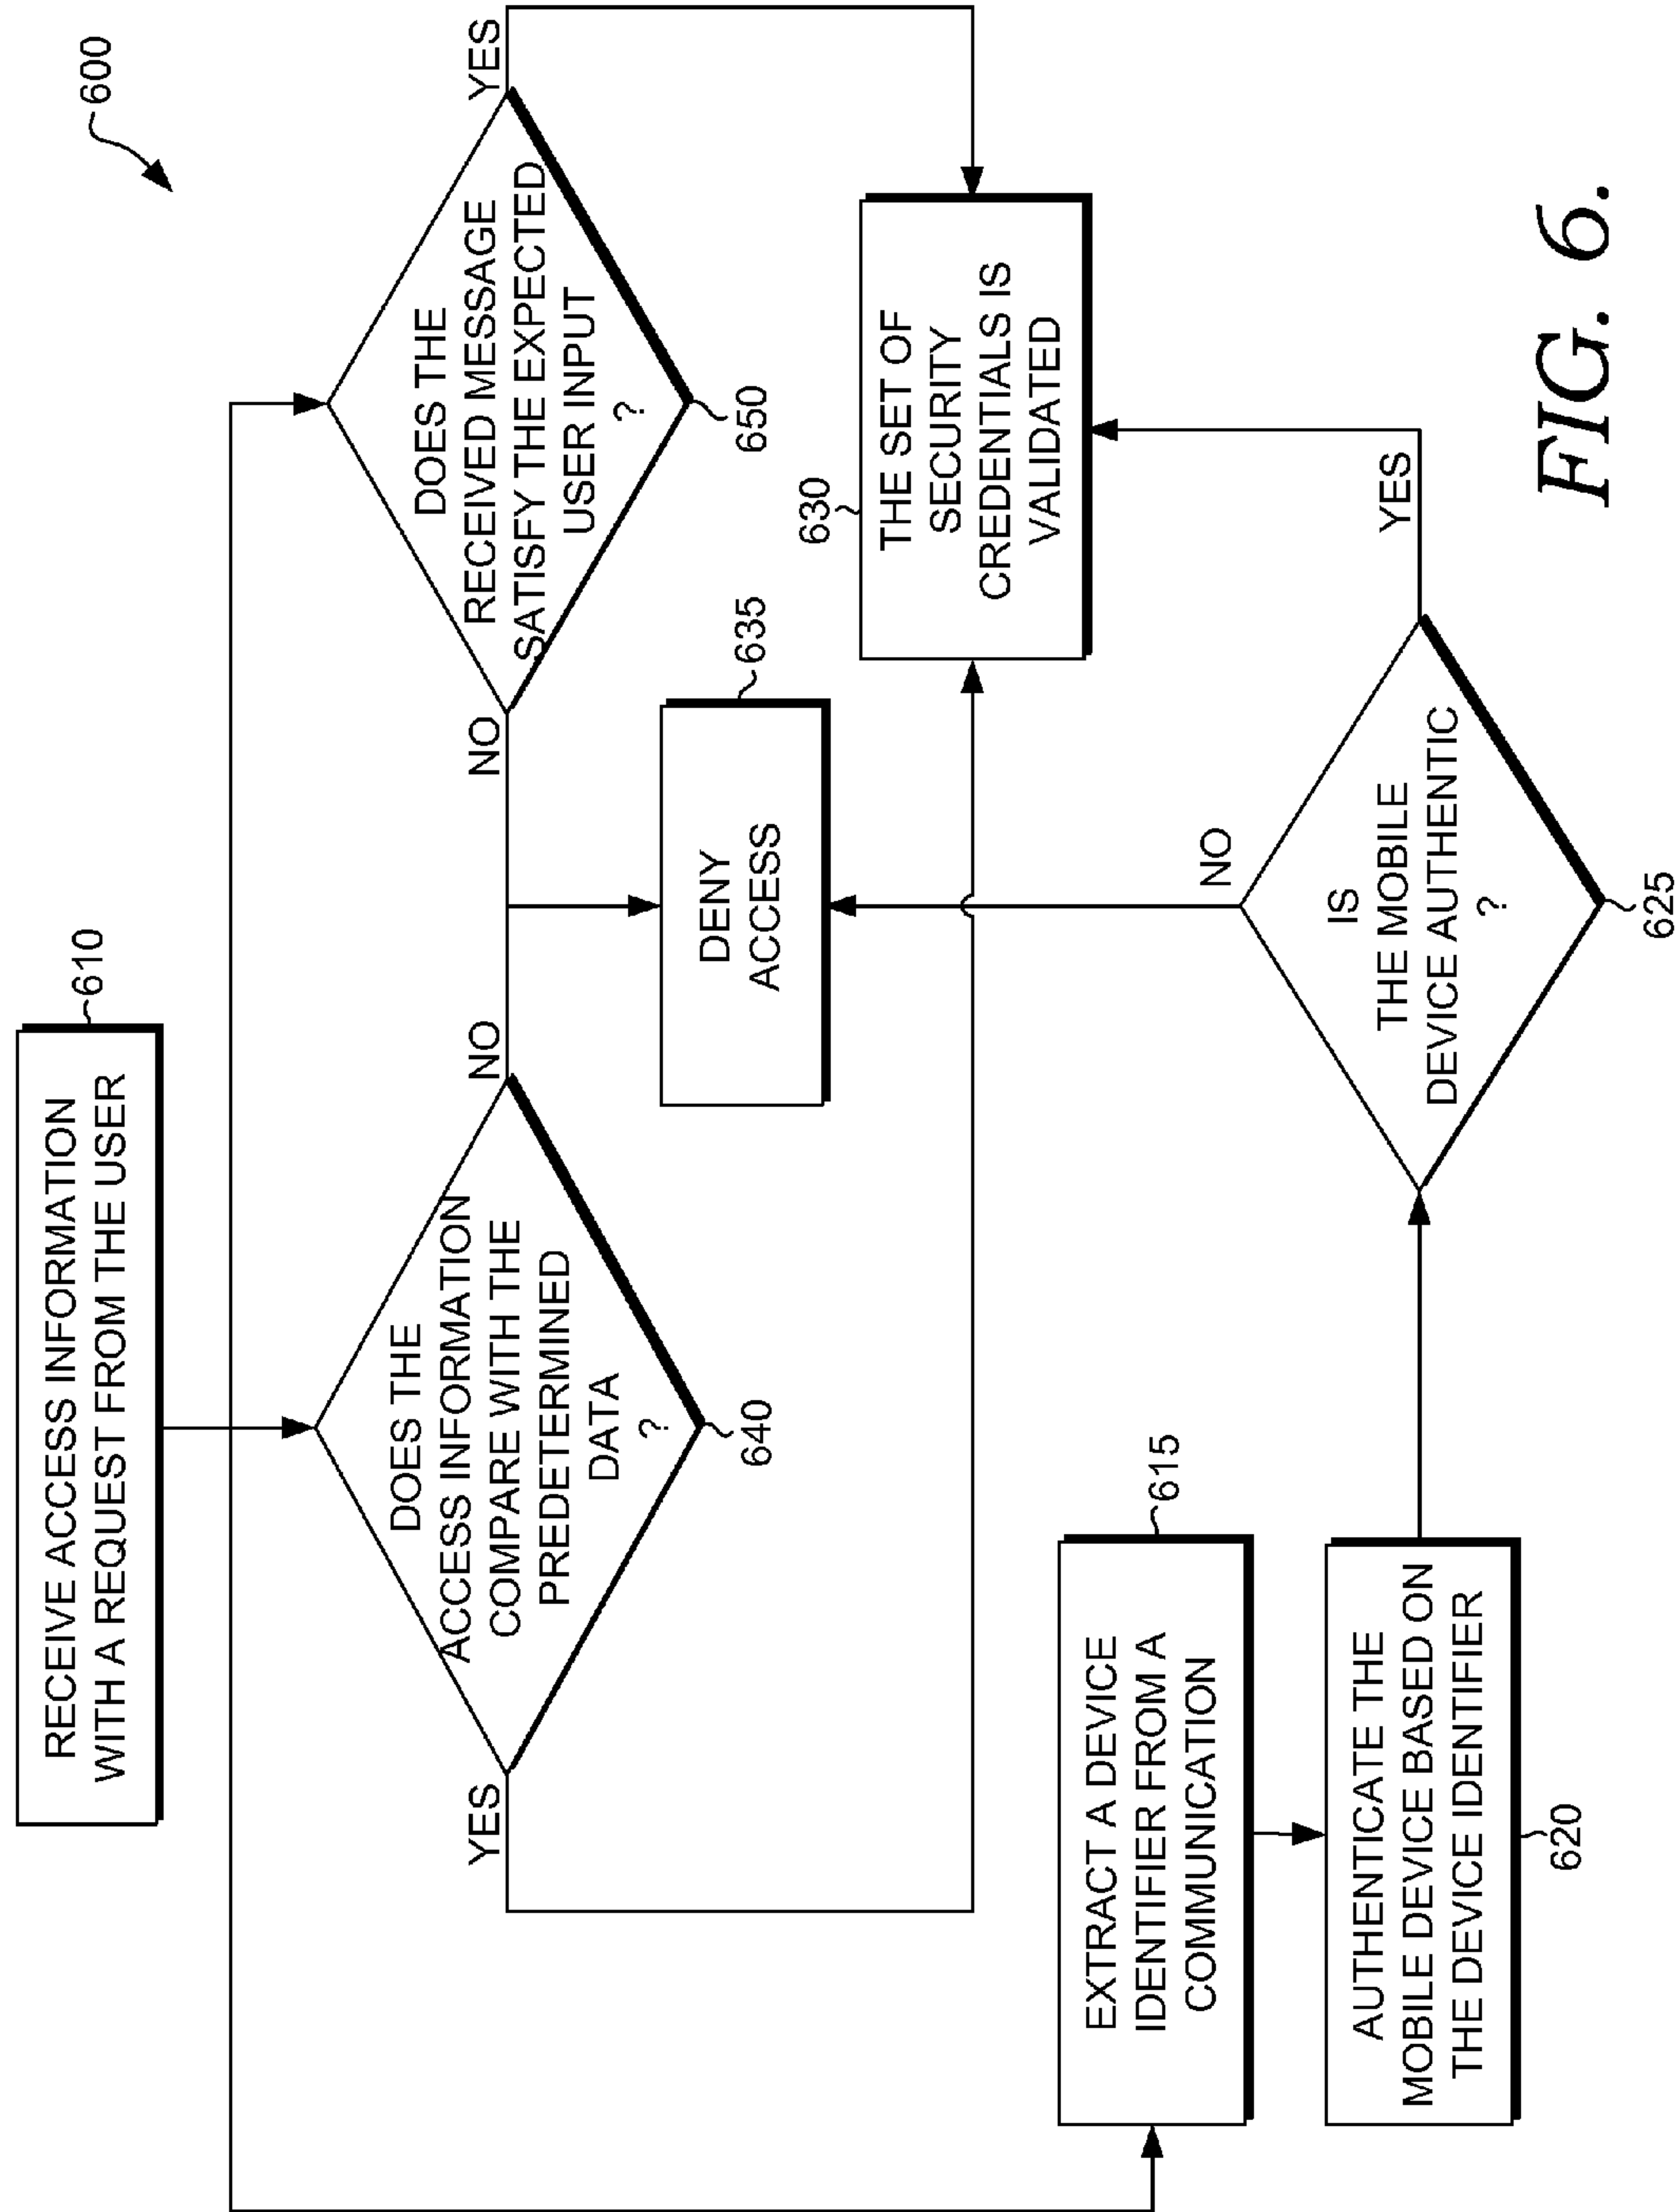 600
610
RECEIVE ACCESS INFORMATION
WITH A REQUEST FROM THE USER
DOES THE
ACCESS INFORMATION
COMPARE WITH THE
PREDETERMINED
DATA
?
YES
NO
640
DOES THE
RECEIVED MESSAGE
SATISFY THE EXPECTED
USER INPUT
?
NO
YES
650
635
DENY
ACCESS
630
THE SET OF
SECURITY
CREDENTIALS IS
VALIDATED
615
EXTRACT A DEVICE
IDENTIFIER FROM A
COMMUNICATION
AUTHENTICATE THE
MOBILE DEVICE BASED ON
THE DEVICE IDENTIFIER
620
IS
THE MOBILE
DEVICE AUTHENTIC
?
NO
YES
625
FIG. 6.